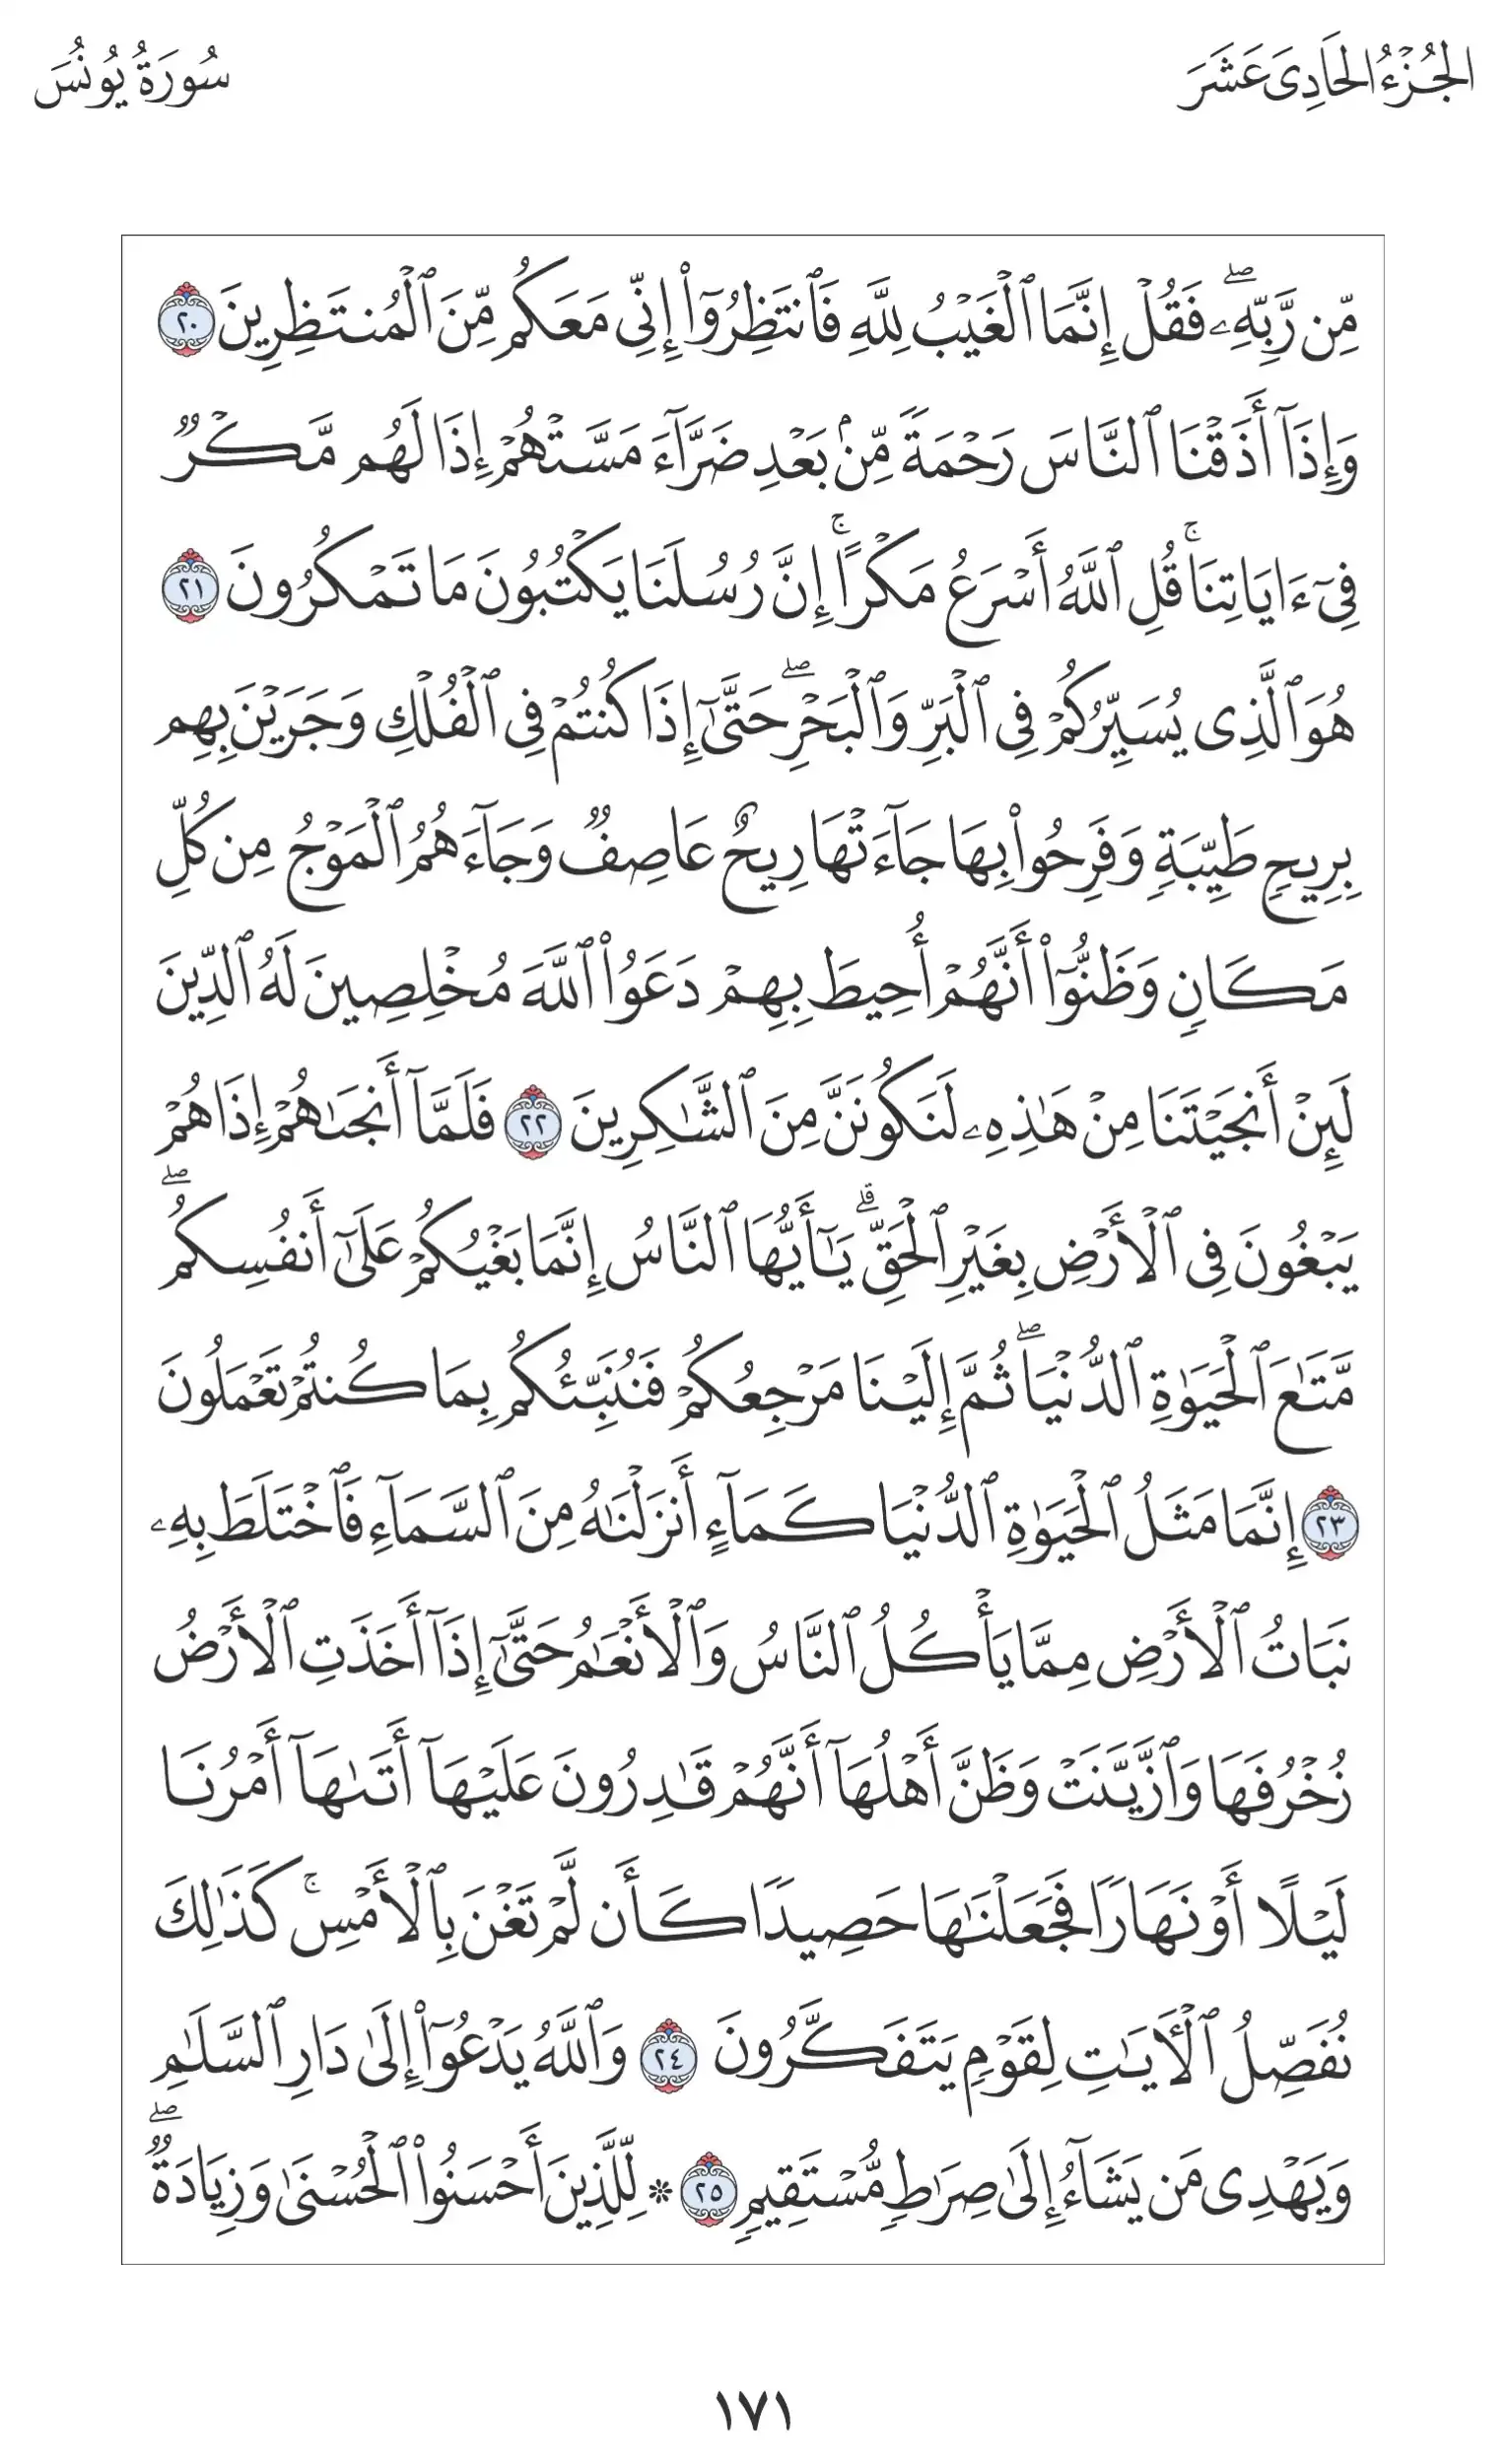 الجُزْءُ الحَادِىَ عَشَرَ
سُورَةُ يُونُسَ
مِّن رَّبِّهِۦۖ فَقُلۡ إِنَّمَا ٱلۡغَيۡبُ لِلَّهِ فَٱنتَظِرُوٓاْ إِنِّي مَعَكُم مِّنَ ٱلۡمُنتَظِرِينَ ٢٠
وَإِذَآ أَذَقۡنَا ٱلنَّاسَ رَحۡمَةٗ مِّنۢ بَعۡدِ ضَرَّآءَ مَسَّتۡهُمۡ إِذَا لَهُم مَّكۡرٞ
فِيٓ ءَايَاتِنَاۚ قُلِ ٱللَّهُ أَسۡرَعُ مَكۡرًاۚ إِنَّ رُسُلَنَا يَكۡتُبُونَ مَا تَمۡكُرُونَ ٢١
هُوَ ٱلَّذِي يُسَيِّرُكُمۡ فِي ٱلۡبَرِّ وَٱلۡبَحۡرِۖ حَتَّىٰٓ إِذَا كُنتُمۡ فِي ٱلۡفُلۡكِ وَجَرَيۡنَ بِهِم
بِرِيحٖ طَيِّبَةٖ وَفَرِحُواْ بِهَا جَآءَتۡهَا رِيحٌ عَاصِفٞ وَجَآءَهُمُ ٱلۡمَوۡجُ مِن كُلِّ
مَكَانٖ وَظَنُّوٓاْ أَنَّهُمۡ أُحِيطَ بِهِمۡ دَعَوُاْ ٱللَّهَ مُخۡلِصِينَ لَهُ ٱلدِّينَ
لَئِنۡ أَنجَيۡتَنَا مِنۡ هَٰذِهِۦ لَنَكُونَنَّ مِنَ ٱلشَّٰكِرِينَ ٢٢ فَلَمَّآ أَنجَىٰهُمۡ إِذَا هُمۡ
يَبۡغُونَ فِي ٱلۡأَرۡضِ بِغَيۡرِ ٱلۡحَقِّۗ يَٰٓأَيُّهَا ٱلنَّاسُ إِنَّمَا بَغۡيُكُمۡ عَلَىٰٓ أَنفُسِكُمۖ
مَّتَٰعَ ٱلۡحَيَوٰةِ ٱلدُّنۡيَاۖ ثُمَّ إِلَيۡنَا مَرۡجِعُكُمۡ فَنُنَبِّئُكُم بِمَا كُنتُمۡ تَعۡمَلُونَ
٢٣ إِنَّمَا مَثَلُ ٱلۡحَيَوٰةِ ٱلدُّنۡيَا كَمَآءٍ أَنزَلۡنَٰهُ مِنَ ٱلسَّمَآءِ فَٱخۡتَلَطَ بِهِۦ
نَبَاتُ ٱلۡأَرۡضِ مِمَّا يَأۡكُلُ ٱلنَّاسُ وَٱلۡأَنۡعَٰمُ حَتَّىٰٓ إِذَآ أَخَذَتِ ٱلۡأَرۡضُ
زُخۡرُفَهَا وَٱزَّيَّنَتۡ وَظَنَّ أَهۡلُهَآ أَنَّهُمۡ قَٰدِرُونَ عَلَيۡهَآ أَتَىٰهَآ أَمۡرُنَا
لَيۡلًا أَوۡ نَهَارٗا فَجَعَلۡنَٰهَا حَصِيدٗا كَأَن لَّمۡ تَغۡنَ بِٱلۡأَمۡسِۚ كَذَٰلِكَ
نُفَصِّلُ ٱلۡأٓيَٰتِ لِقَوۡمٖ يَتَفَكَّرُونَ ٢٤ وَٱللَّهُ يَدۡعُوٓاْ إِلَىٰ دَارِ ٱلسَّلَٰمِ
وَيَهۡدِي مَن يَشَآءُ إِلَىٰ صِرَٰطٖ مُّسۡتَقِيمٖ ٢٥ ۞ لِّلَّذِينَ أَحۡسَنُواْ ٱلۡحُسۡنَىٰ وَزِيَادَةٞۖ
١٧١